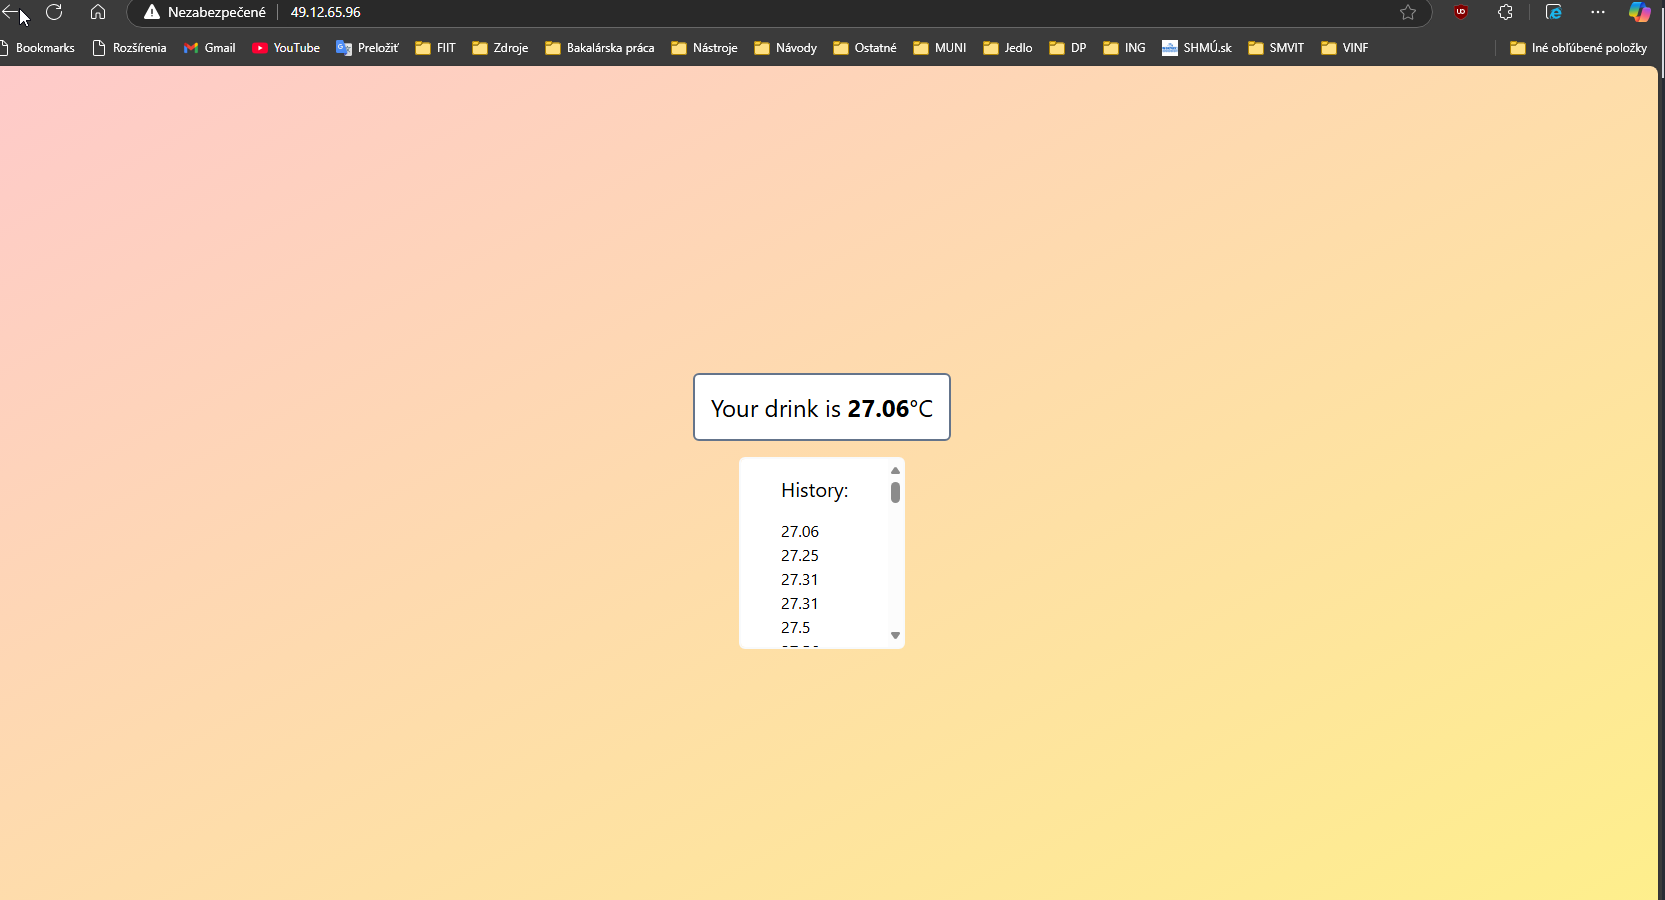 Nezabezpečené 49.12.65.96
Bookmarks Rozšírenia Gmail YouTube Preložiť FIIT Zdroje Bakalárska práca Nástroje Návody Ostatné MUNI Jedlo DP ING SHMÚ.sk SMVIT VINF Iné obľúbené položky
Your drink is 27.06°C
History:
27.06
27.25
27.31
27.31
27.5